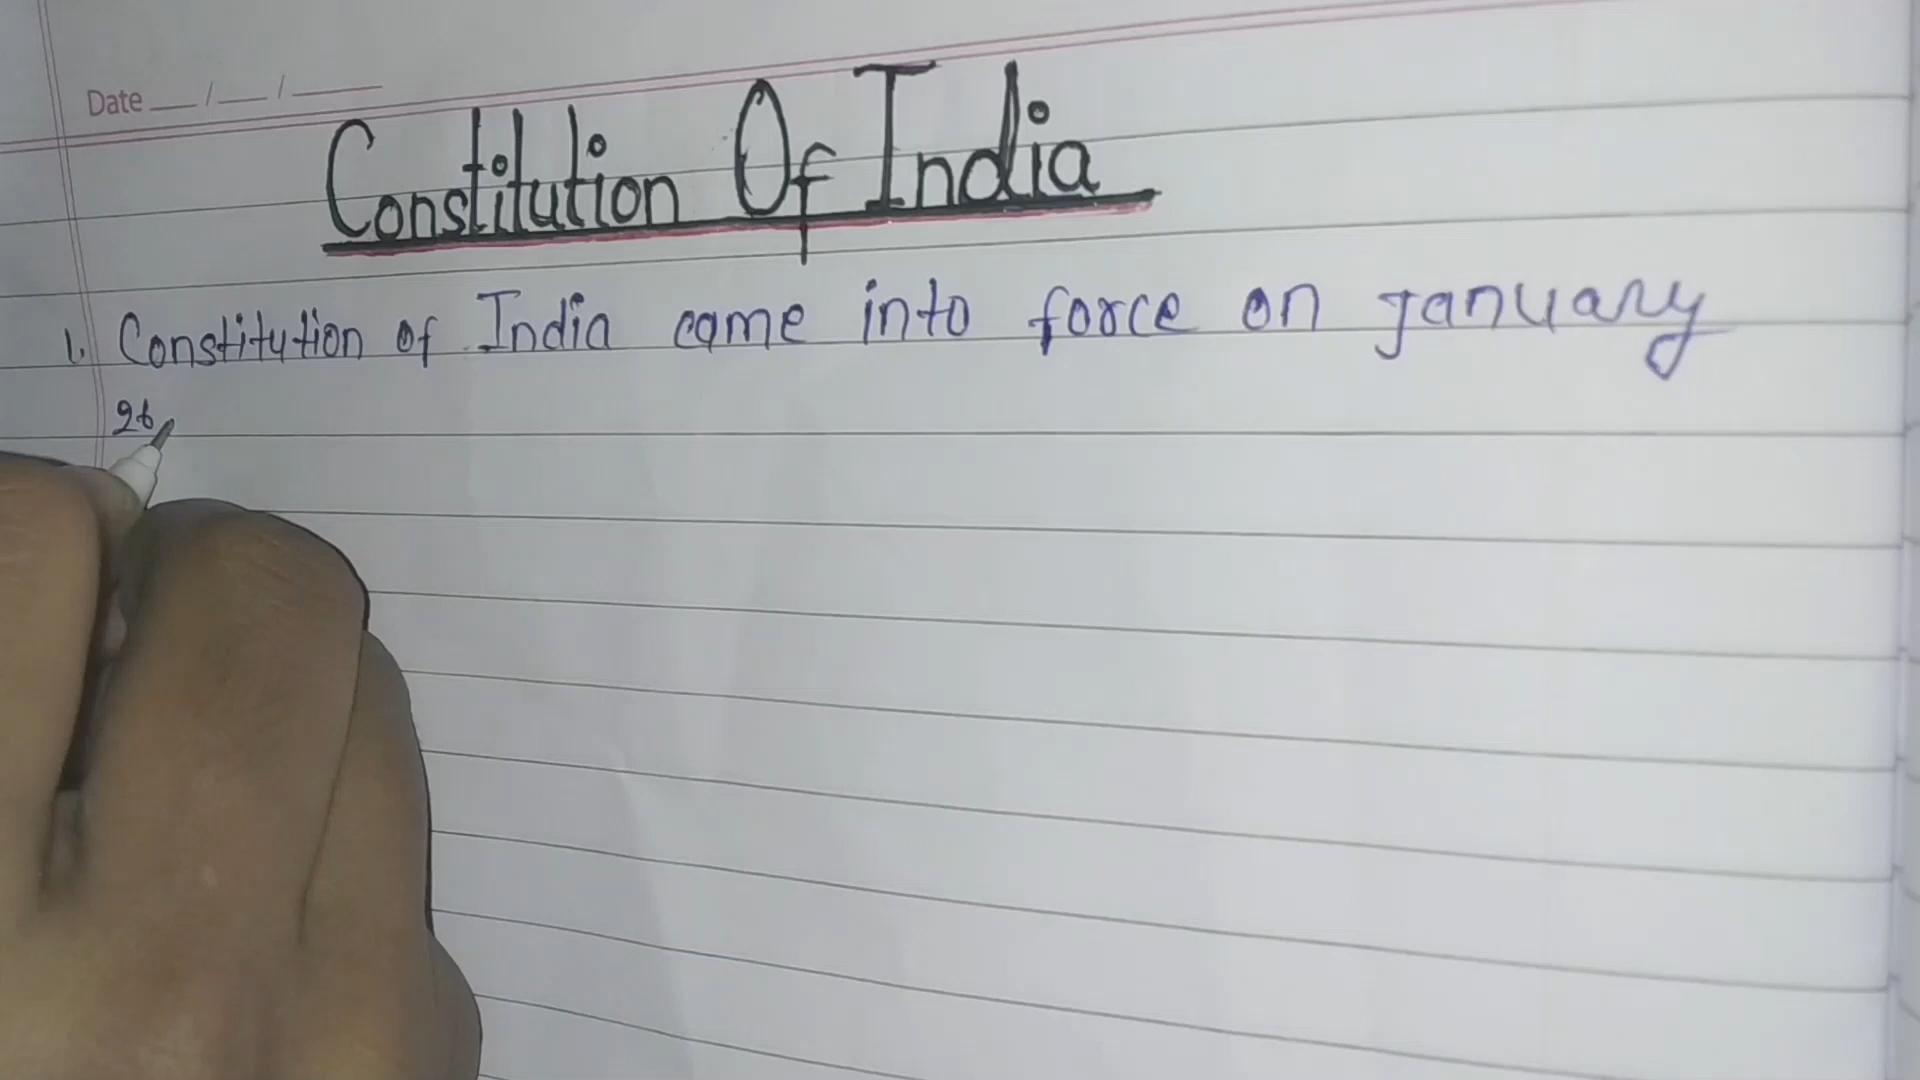 Date __/__/____
Constitution Of India
1. Constitution of India came into force on January
26